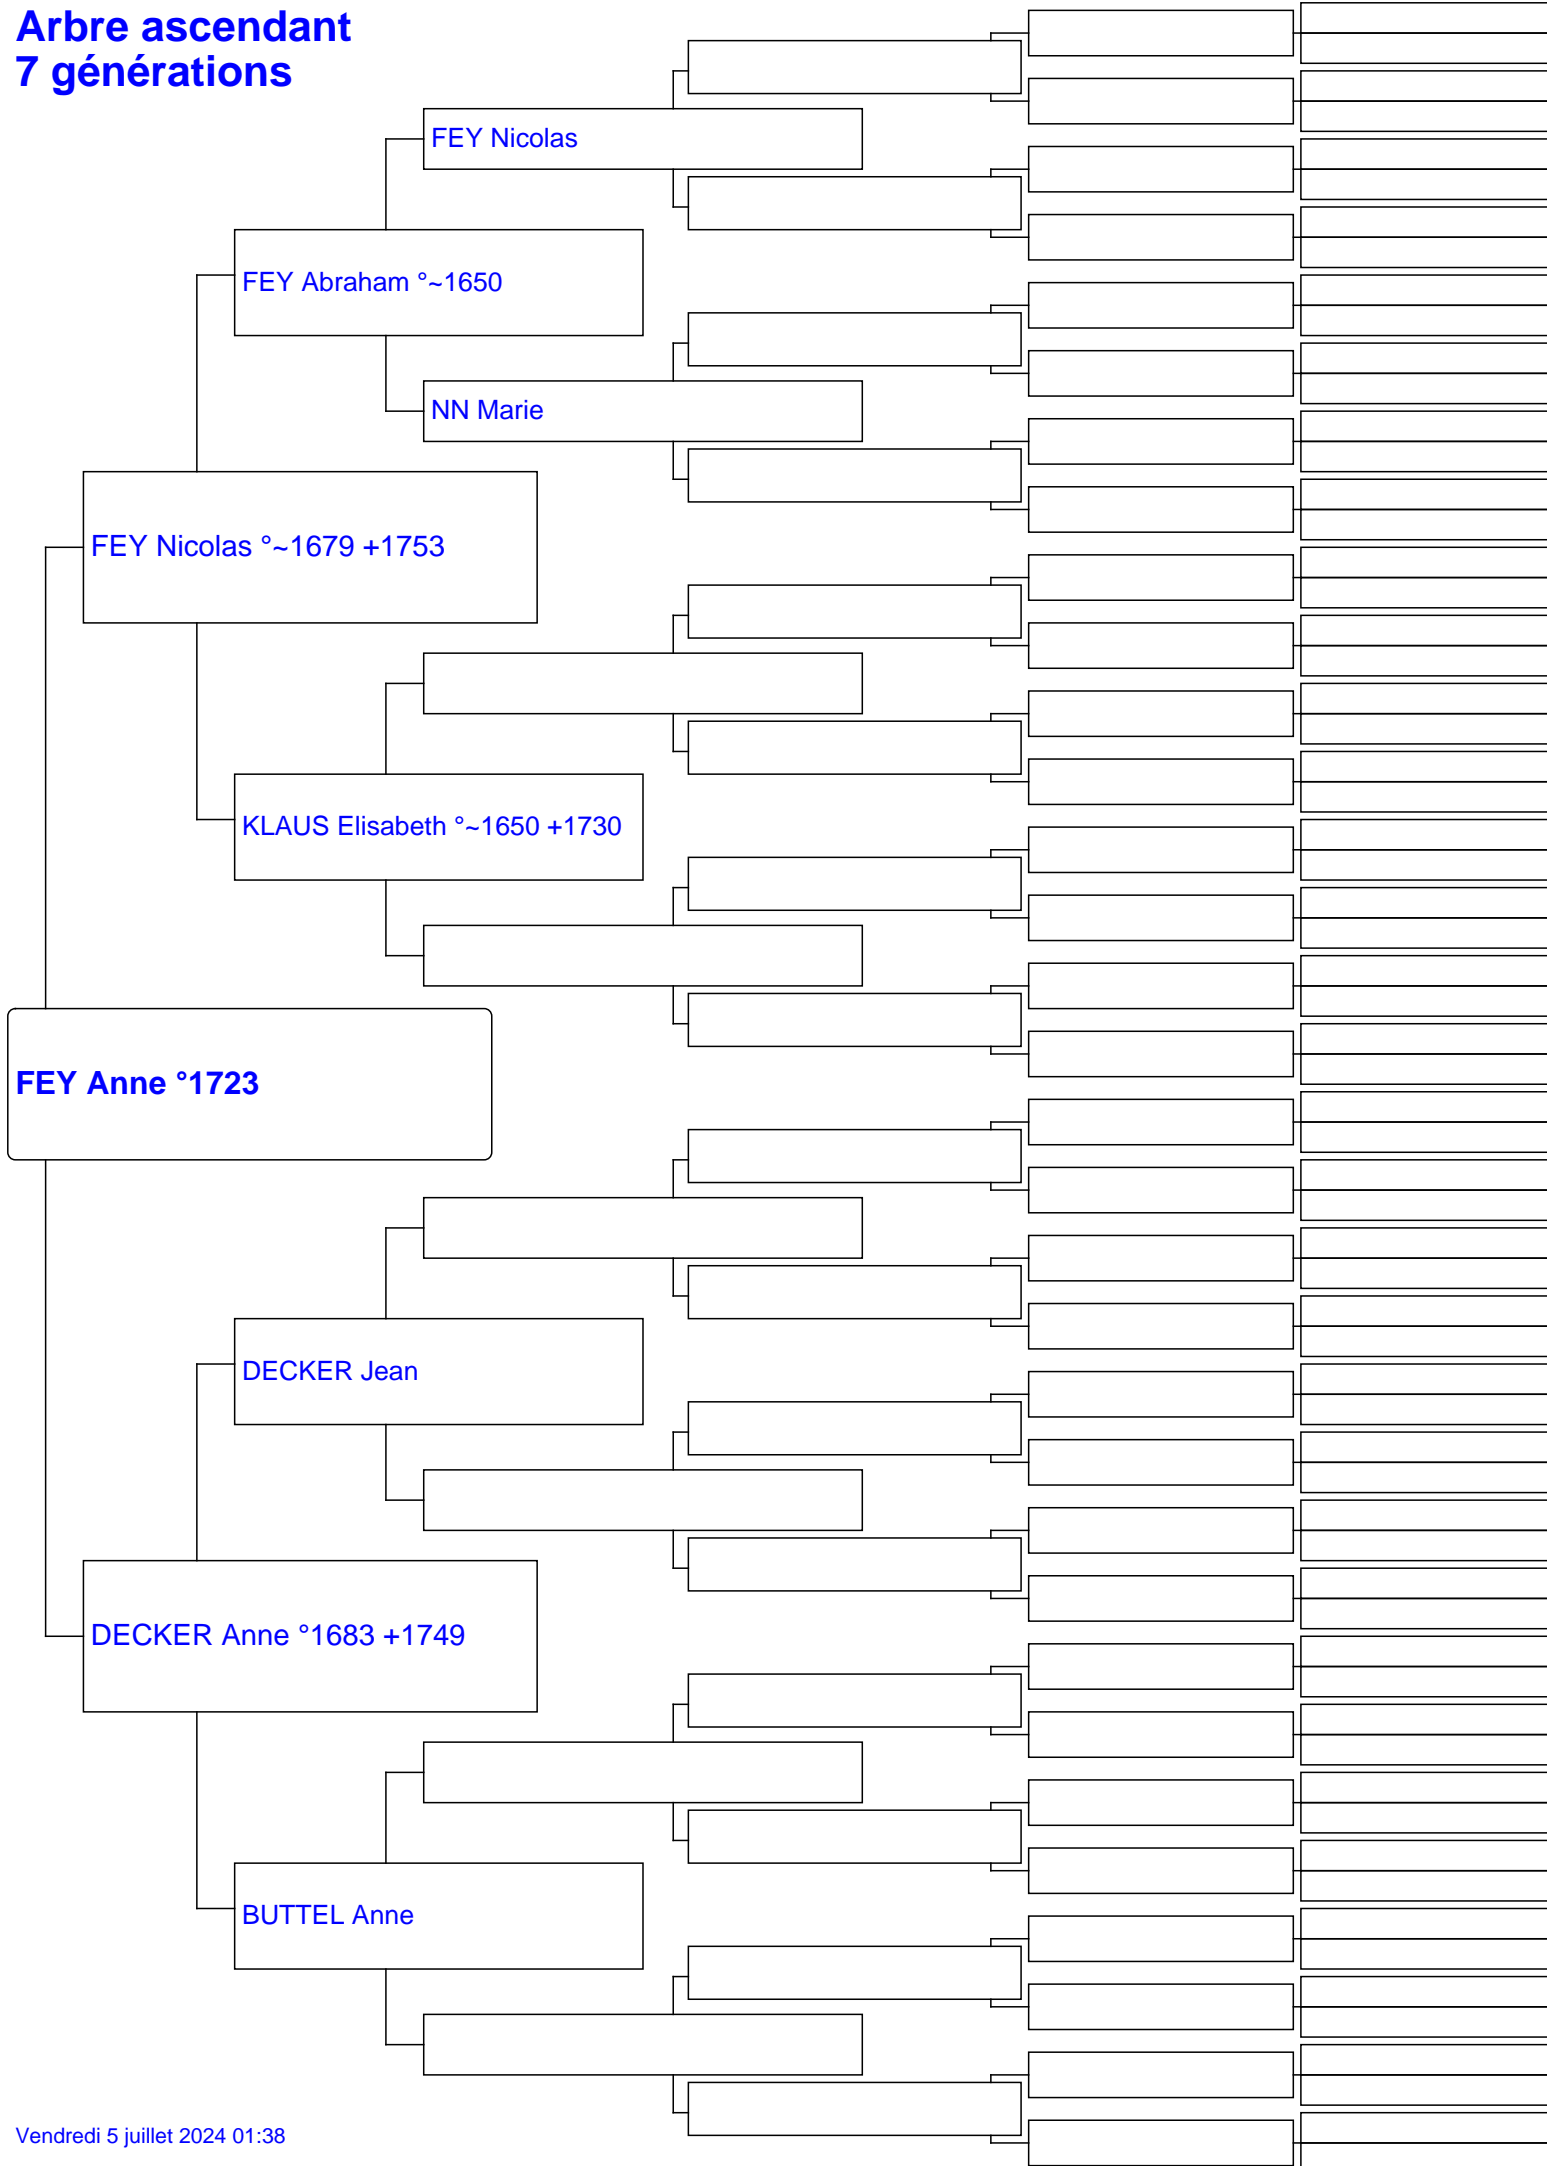 Arbre ascendant
7 générations
FEY Nicolas
FEY Abraham °~1650
NN Marie
FEY Nicolas °~1679 +1753
KLAUS Elisabeth °~1650 +1730
FEY Anne °1723
DECKER Jean
DECKER Anne °1683 +1749
BUTTEL Anne
Vendredi 5 juillet 2024 01:38